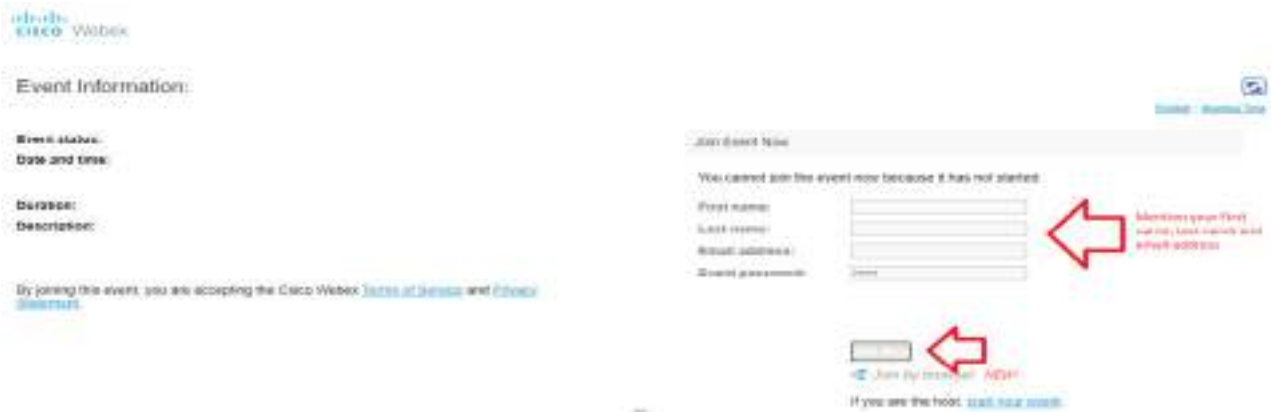 cisco Webex
Event Information:
Event status:
Date and time:
Duration:
Description:
By joining this event, you are accepting the Cisco Webex Terms of Service and Privacy
Statement.
English :
Join Event Now
You cannot join the event now because it has not started.
First name:
Last name:
Email address:
Event password:
Mention your First
name, last name and
email address
Join by browser NEW!
If you are the host, start your event.